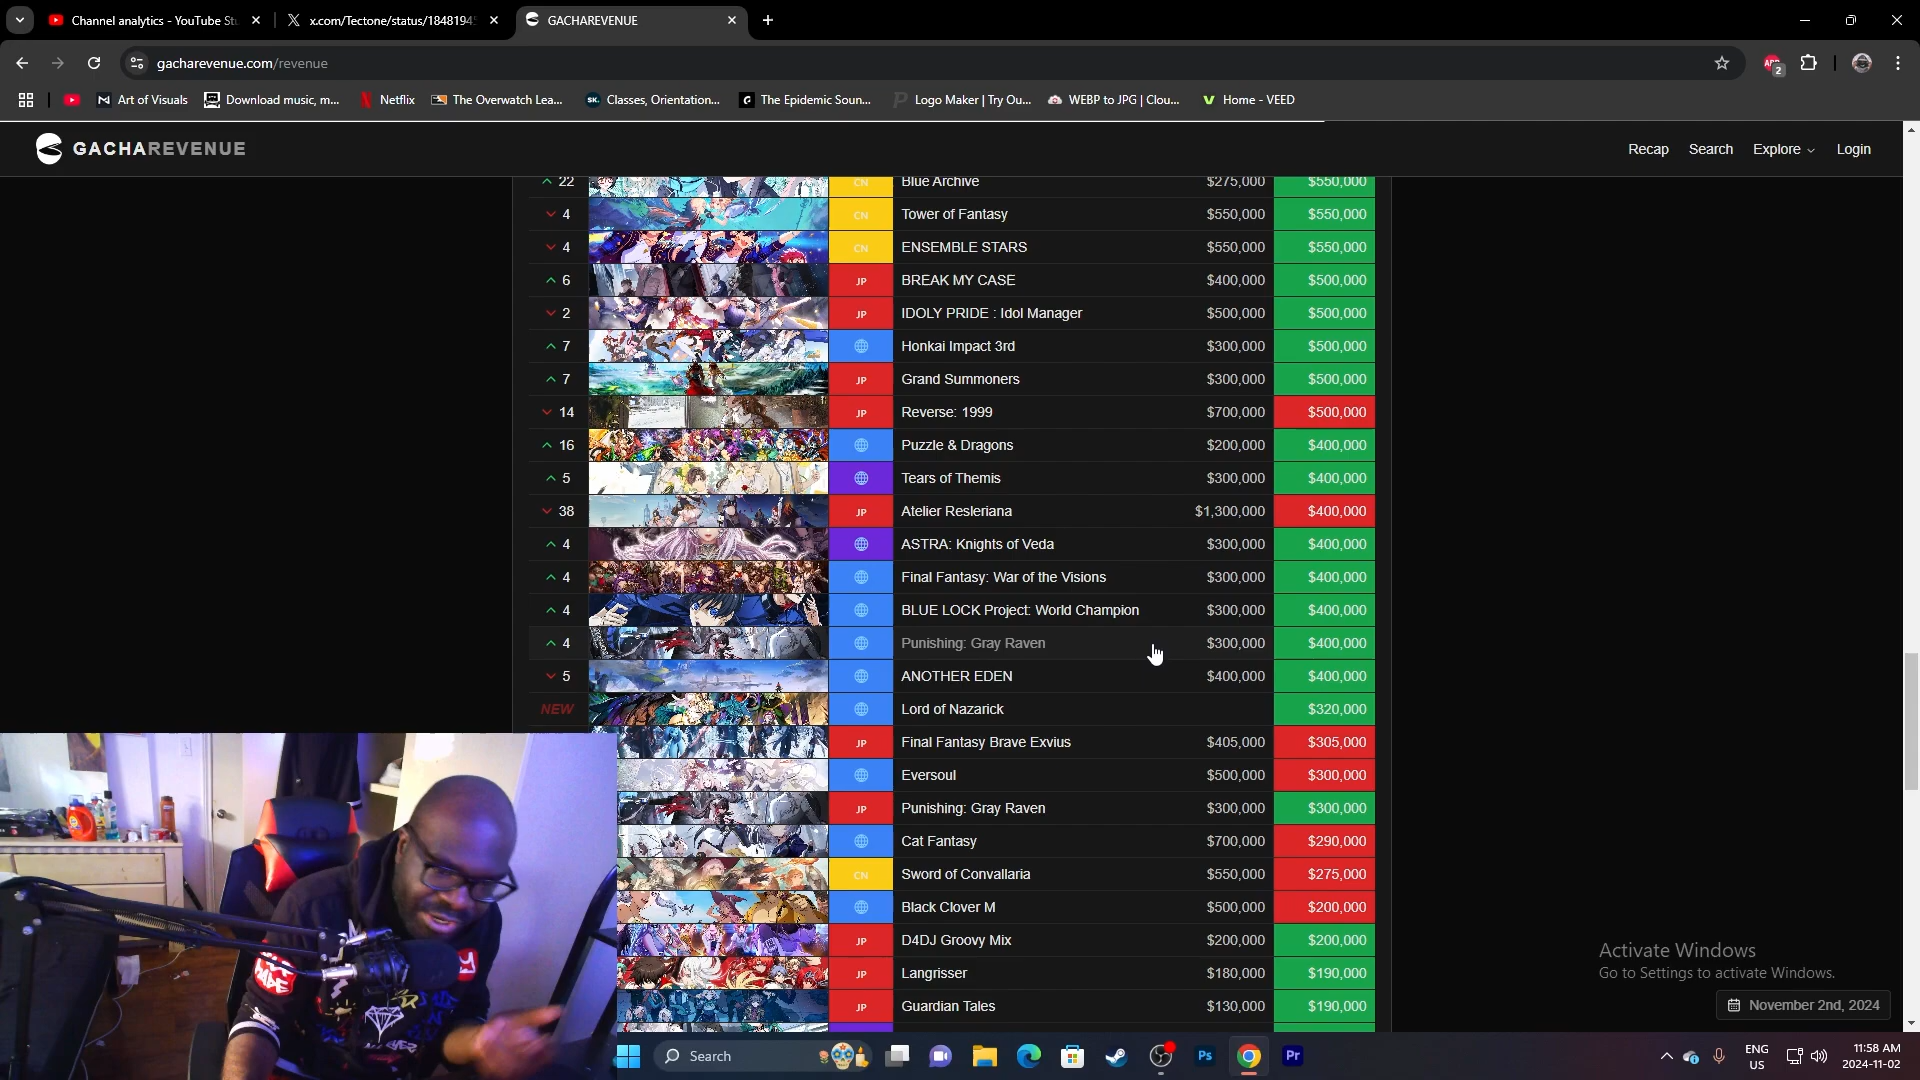 Channel analytics - YouTube Stu
x.com/Tectone/status/1848194
GACHAREVENUE
gacharevenue.com/revenue
ABP 2
Art of Visuals
Download music, m...
Netflix
The Overwatch Lea...
SK. Classes, Orientation...
The Epidemic Soun...
Logo Maker | Try Ou...
WEBP to JPG | Clou...
Home - VEED
GACHAREVENUE
Recap Search Explore Login
22 CN Blue Archive $275,000 $550,000
4 CN Tower of Fantasy $550,000 $550,000
4 CN ENSEMBLE STARS $550,000 $550,000
6 JP BREAK MY CASE $400,000 $500,000
2 JP IDOLY PRIDE : Idol Manager $500,000 $500,000
7 Honkai Impact 3rd $300,000 $500,000
7 JP Grand Summoners $300,000 $500,000
14 JP Reverse: 1999 $700,000 $500,000
16 Puzzle & Dragons $200,000 $400,000
5 Tears of Themis $300,000 $400,000
38 JP Atelier Resleriana $1,300,000 $400,000
4 ASTRA: Knights of Veda $300,000 $400,000
4 Final Fantasy: War of the Visions $300,000 $400,000
4 BLUE LOCK Project: World Champion $300,000 $400,000
4 Punishing: Gray Raven $300,000 $400,000
5 ANOTHER EDEN $400,000 $400,000
NEW Lord of Nazarick $320,000
JP Final Fantasy Brave Exvius $405,000 $305,000
Eversoul $500,000 $300,000
JP Punishing: Gray Raven $300,000 $300,000
Cat Fantasy $700,000 $290,000
CN Sword of Convallaria $550,000 $275,000
Black Clover M $500,000 $200,000
JP D4DJ Groovy Mix $200,000 $200,000
JP Langrisser $180,000 $190,000
JP Guardian Tales $130,000 $190,000
Activate Windows
Go to Settings to activate Windows.
November 2nd, 2024
Search
Ps
Pr
ENG
US
11:58 AM
2024-11-02